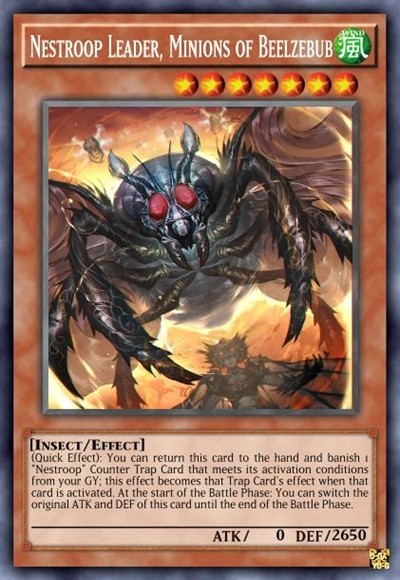 Nestroop Leader, Minions of Beelzebub
WIND
風
[Insect/Effect]
(Quick Effect): You can return this card to the hand and banish 1
"Nestroop" Counter Trap Card that meets its activation conditions
from your GY; this effect becomes that Trap Card's effect when that
card is activated. At the start of the Battle Phase: You can switch the
original ATK and DEF of this card until the end of the Battle Phase.
ATK/ 0 DEF/2650